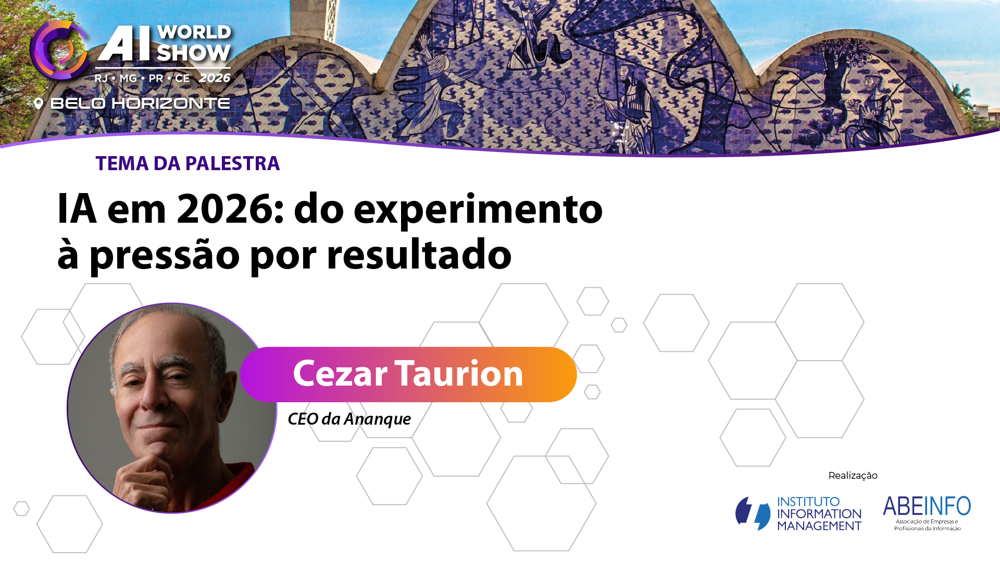 AI WORLD
SHOW
RJ • MG • PR • CE 2026
BELO HORIZONTE
TEMA DA PALESTRA
IA em 2026: do experimento
à pressão por resultado
Cezar Taurion
CEO da Ananque
Realização
INSTITUTO
INFORMATION
MANAGEMENT
ABEINFO
Associação de Empresas e
Profissionais da Informação